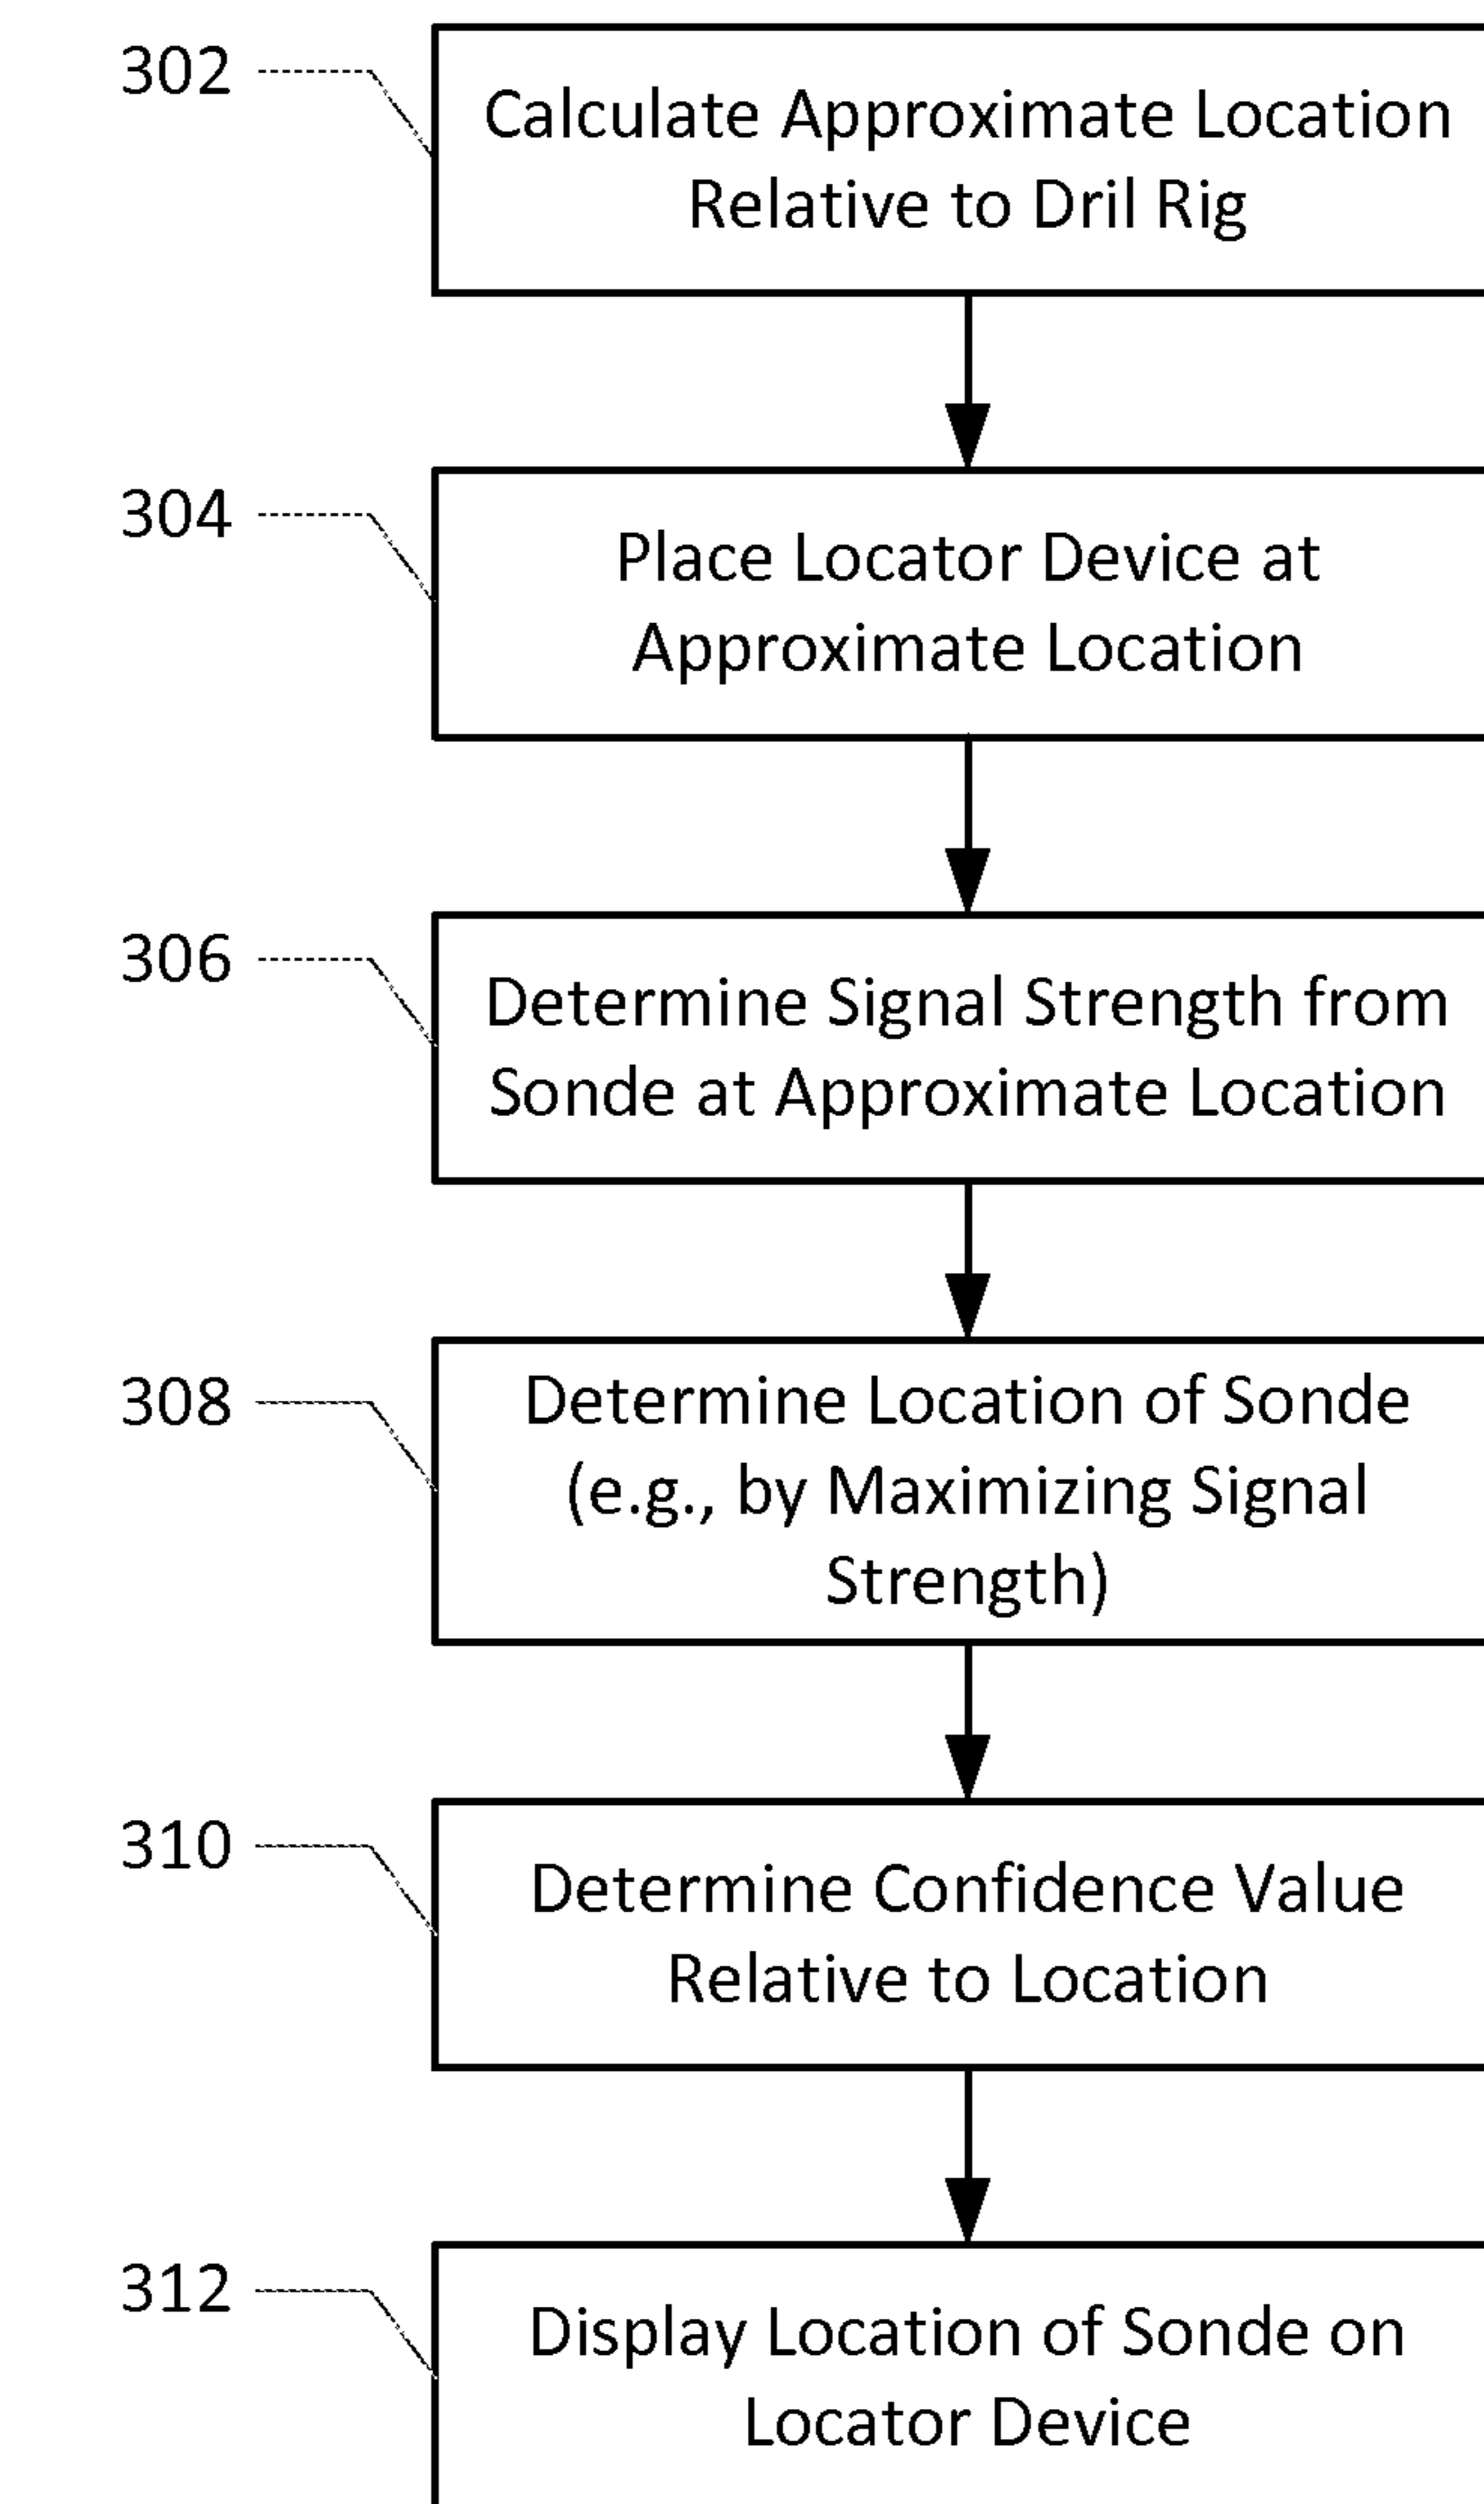 302
Calculate Approximate Location
Relative to Dril Rig
304
Place Locator Device at
Approximate Location
306
Determine Signal Strength from
Sonde at Approximate Location
308
Determine Location of Sonde
(e.g., by Maximizing Signal
Strength)
310
Determine Confidence Value
Relative to Location
312
Display Location of Sonde on
Locator Device